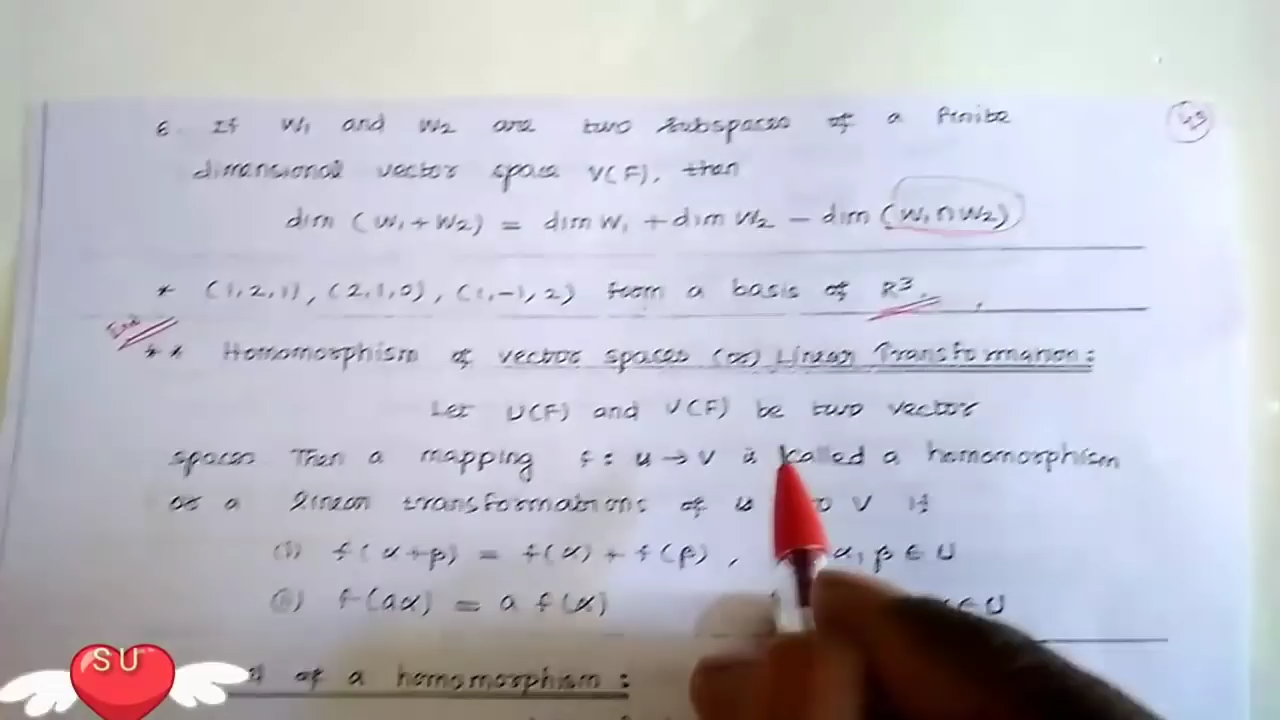 6. If W1 and W2 are two Subspaces of a finite
43
dimensional vector space V(F), then
dim (W1+W2) = dim W1 + dim W2 - dim (W1∩W2)
* (1,2,1), (2,1,0), (1,-1,2) form a basis of R³.
End
** Homomorphism of vector spaces (or) Linear Transformation:
Let U(F) and V(F) be two vector
spaces Then a mapping f: u → v is called a homomorphism
or a linear transformations of u V if
(i) f(α+β) = f(α) + f(β), α, β ∈ U
(ii) f(aα) = a f(α) ∈ U
of a homomorphism:
SU